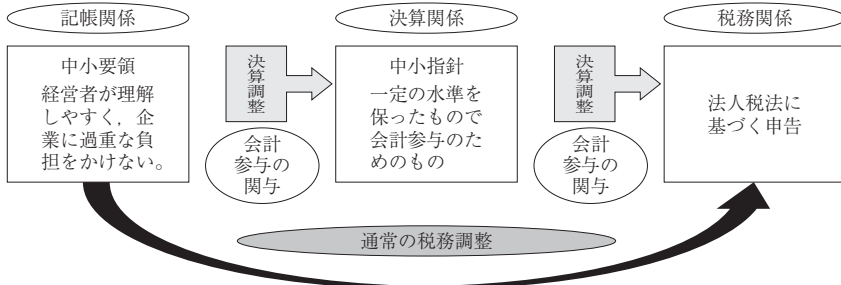 記帳関係
決算関係
税務関係
中小要領
経営者が理解
しやすく，企
業に過重な負
担をかけない。
決算調整
会計
参与の
関与
中小指針
一定の水準を
保ったもので
会計参与のた
めのもの
決算調整
会計
参与の
関与
法人税法に
基づく申告
通常の税務調整